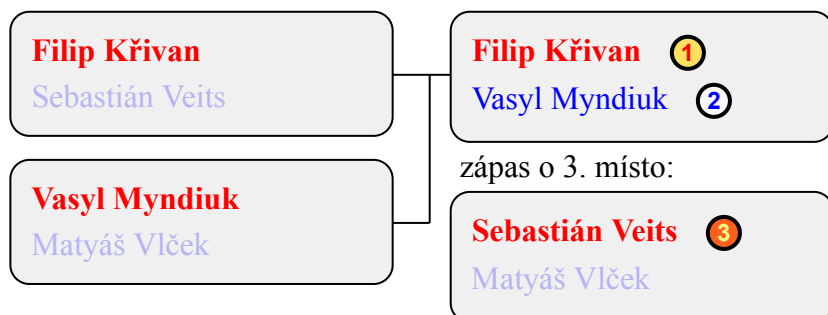 Filip Křivan
Sebastián Veits
Vasyl Myndiuk
Matyáš Vlček
Filip Křivan 1
Vasyl Myndiuk 2
zápas o 3. místo:
Sebastián Veits 3
Matyáš Vlček